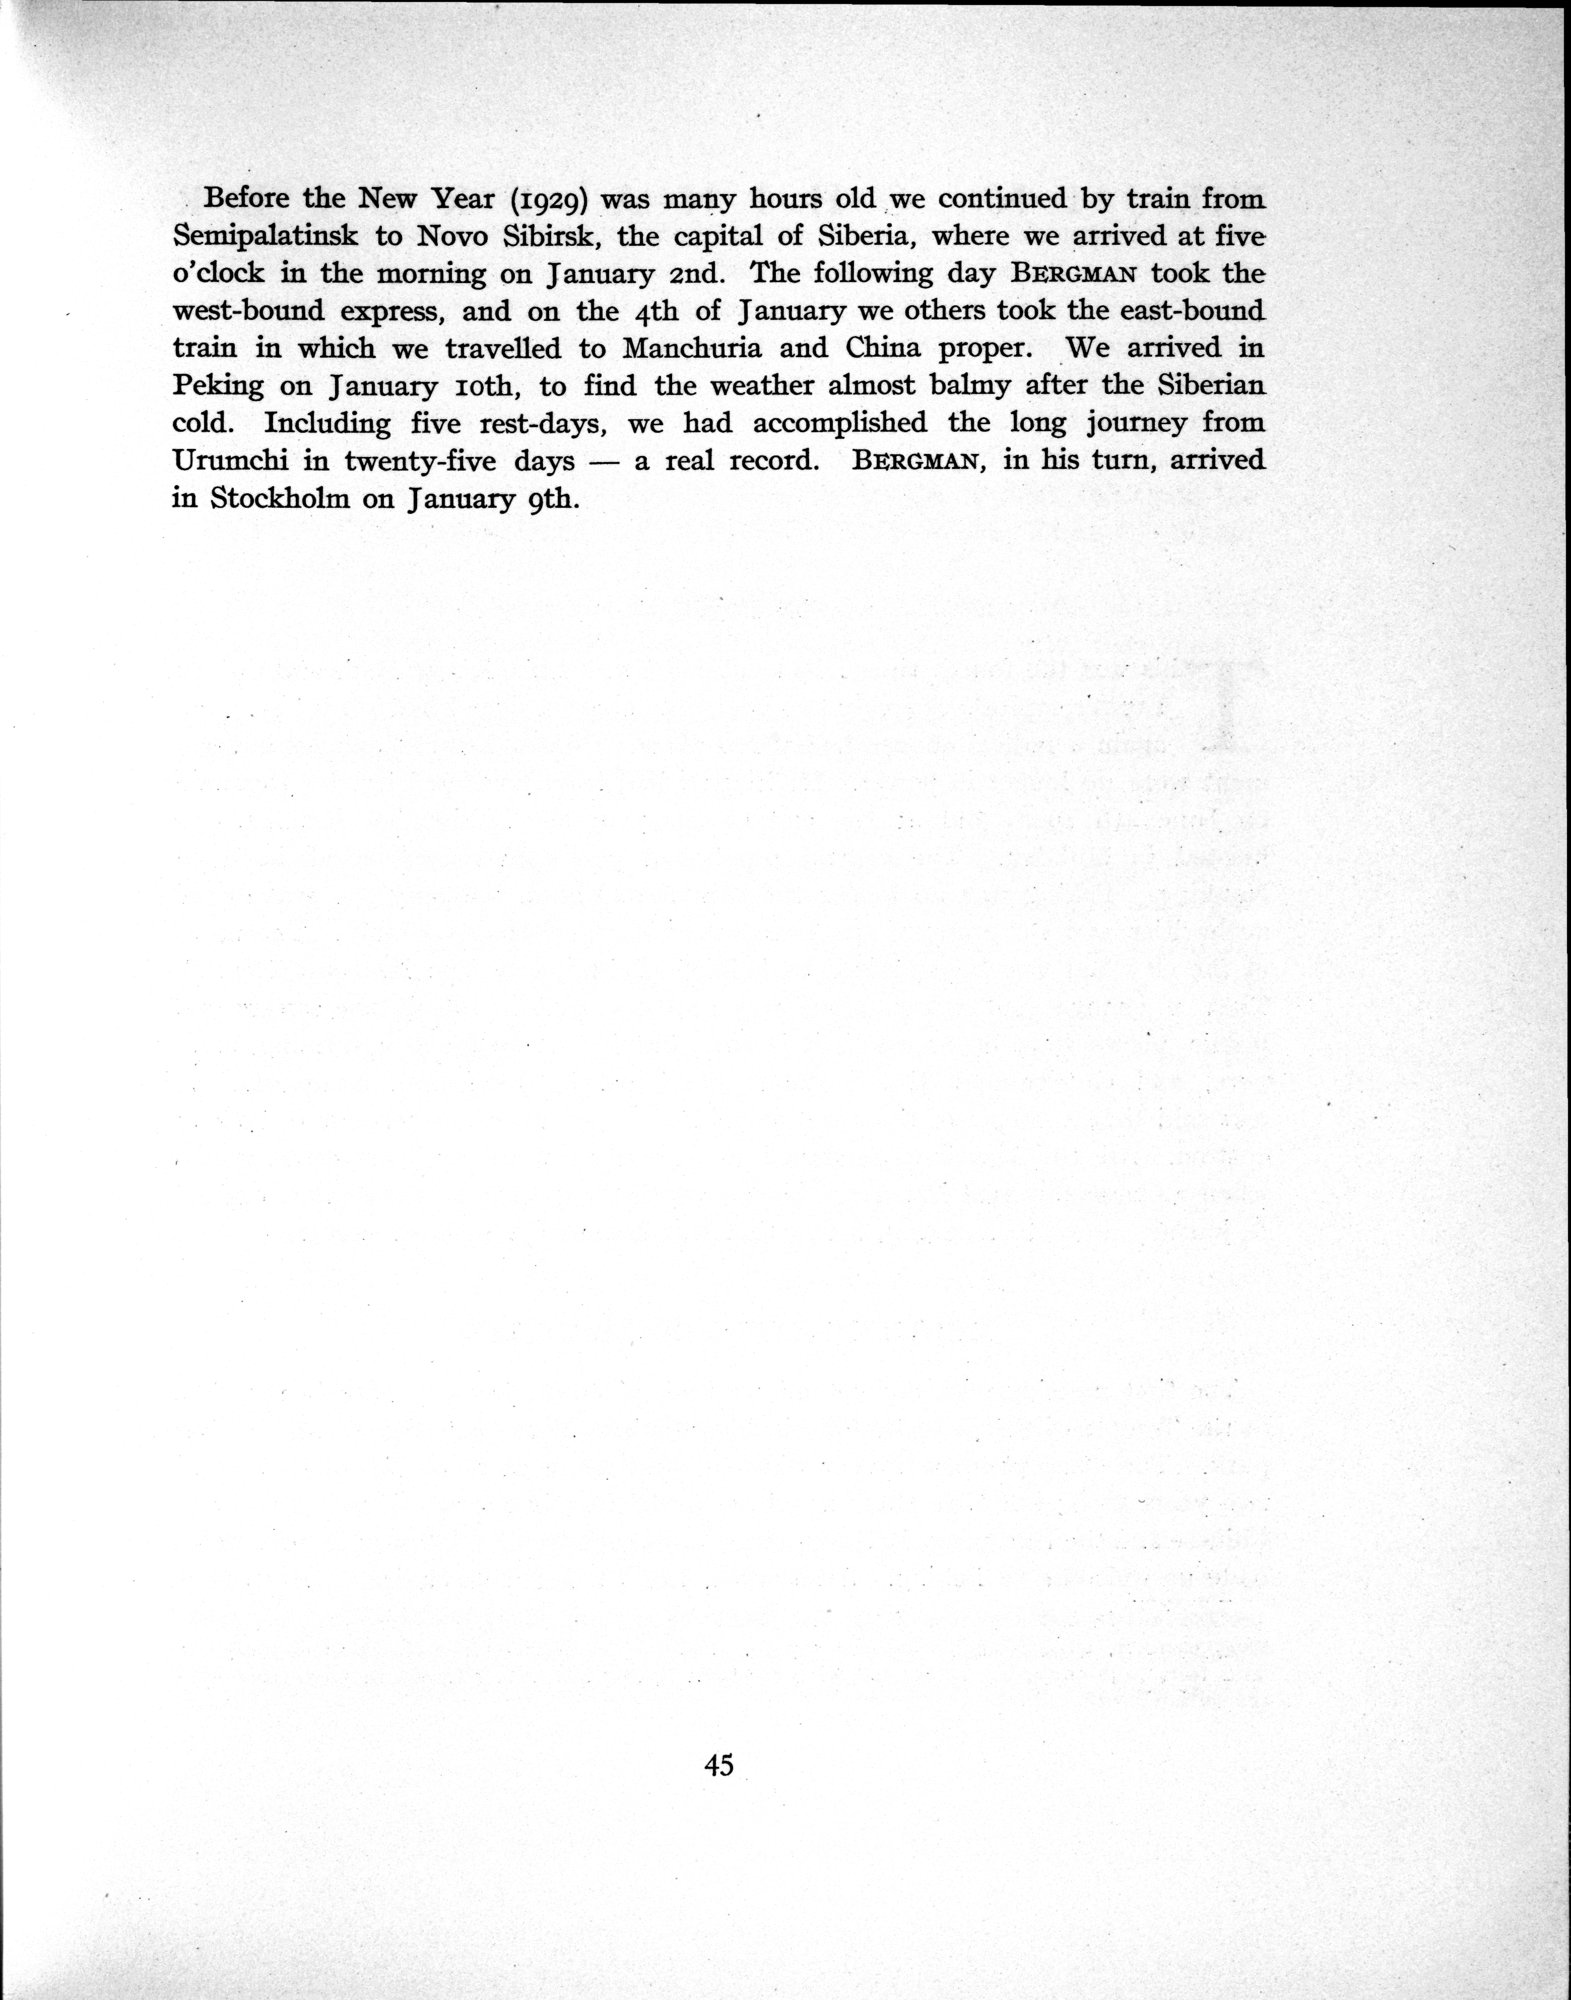 Before the New Year (1929) was many hours old we continued by train from
Semipalatinsk to Novo Sibirsk, the capital of Siberia, where we arrived at five
o'clock in the morning on January 2nd. The following day BERGMAN took the
west-bound express, and on the 4th of January we others took the east-bound
train in which we travelled to Manchuria and China proper. We arrived in
Peking on January 10th, to find the weather almost balmy after the Siberian
cold. Including five rest-days, we had accomplished the long journey from
Urumchi in twenty-five days — a real record. BERGMAN, in his turn, arrived
in Stockholm on January 9th.
45